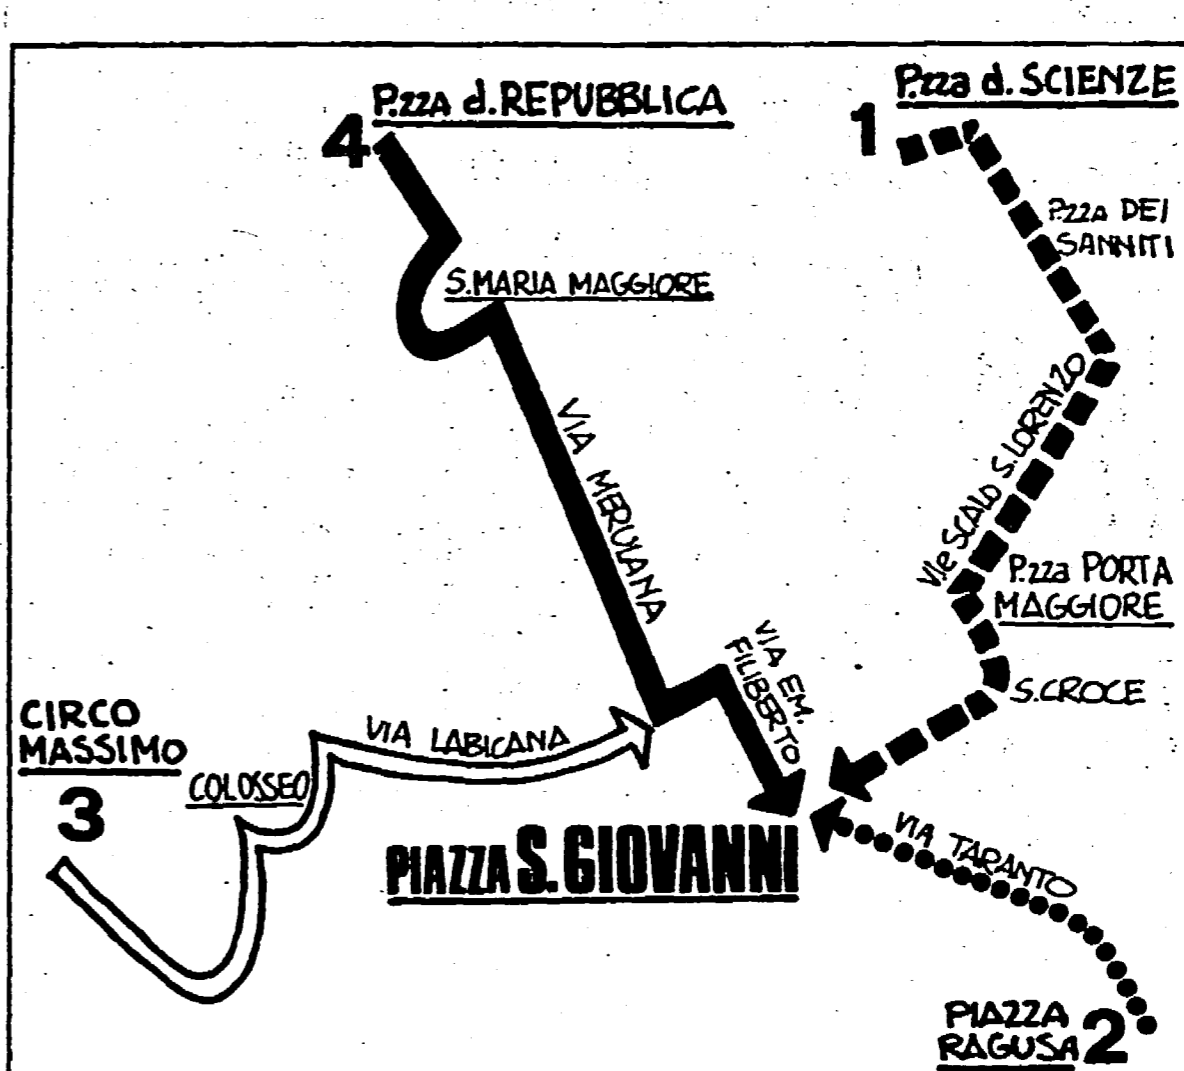 P.zza d. REPUBBLICA
4
P.zza d. SCIENZE
1
P.zza DEI
SANNITI
S. MARIA MAGGIORE
VIA MERULANA
V.le SCALO S. LORENZO
P.zza PORTA
MAGGIORE
S. CROCE
VIA EM.
FILIBERTO
CIRCO
MASSIMO
3
COLOSSEO
VIA LABICANA
PIAZZA S. GIOVANNI
VIA TARANTO
PIAZZA
RAGUSA
2